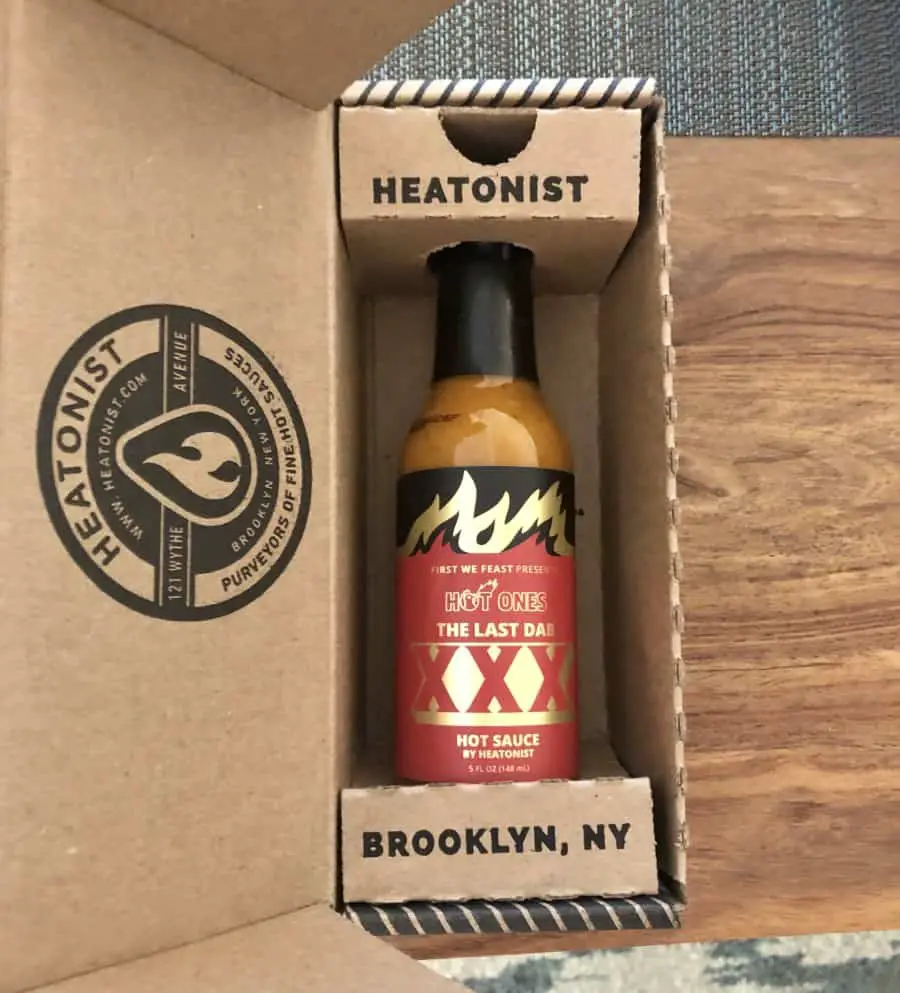 HEATONIST
HEATONIST
WWW.HEATONIST.COM
121 WYTHE AVENUE
BROOKLYN NEW YORK
PURVEYORS OF FINE HOT SAUCES
FIRST WE FEAST PRESENTS
HOT ONES
THE LAST DAB
XXX
HOT SAUCE
BY HEATONIST
5 FL OZ (148 mL)
BROOKLYN, NY